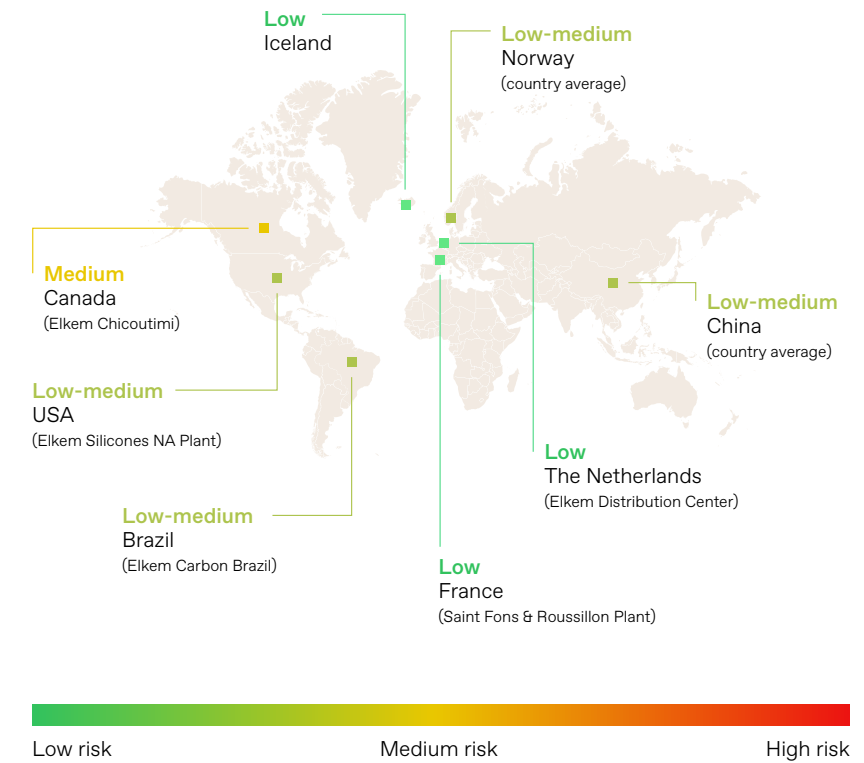 Low
Iceland
Low-medium
Norway
(country average)
Medium
Canada
(Elkem Chicoutimi)
Low-medium
China
(country average)
Low-medium
USA
(Elkem Silicones NA Plant)
Low
The Netherlands
(Elkem Distribution Center)
Low-medium
Brazil
(Elkem Carbon Brazil)
Low
France
(Saint Fons & Roussillon Plant)
Low risk
Medium risk
High risk